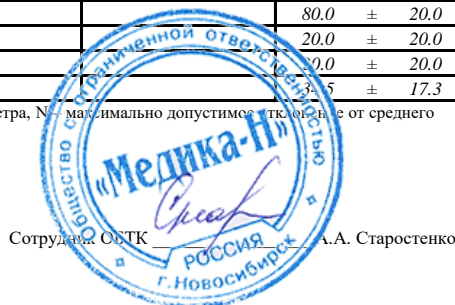 80.0 ± 20.0
20.0 ± 20.0
± 20.0
± 17.3
максимально допустимое от среднего
Общество с ограниченной ответственностью
«Медика-Н»
РОССИЯ
г.Новосибирск
Сотрудник ОБТК А.А. Старостенко